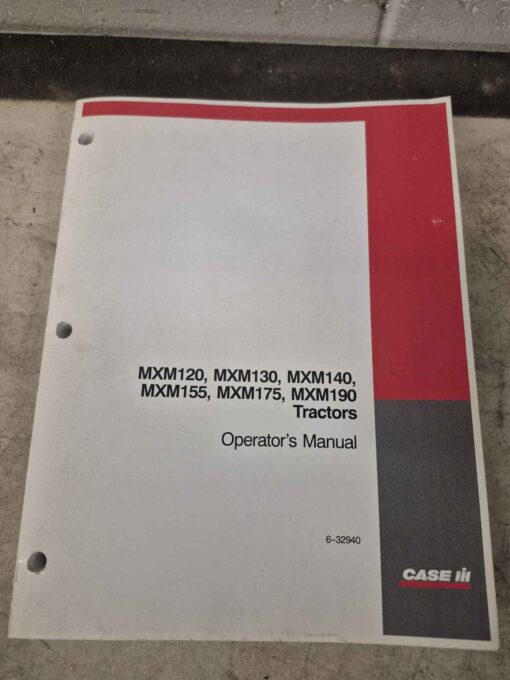 MXM120, MXM130, MXM140,
MXM155, MXM175, MXM190
Tractors
Operator's Manual
6-32940
CASE IH